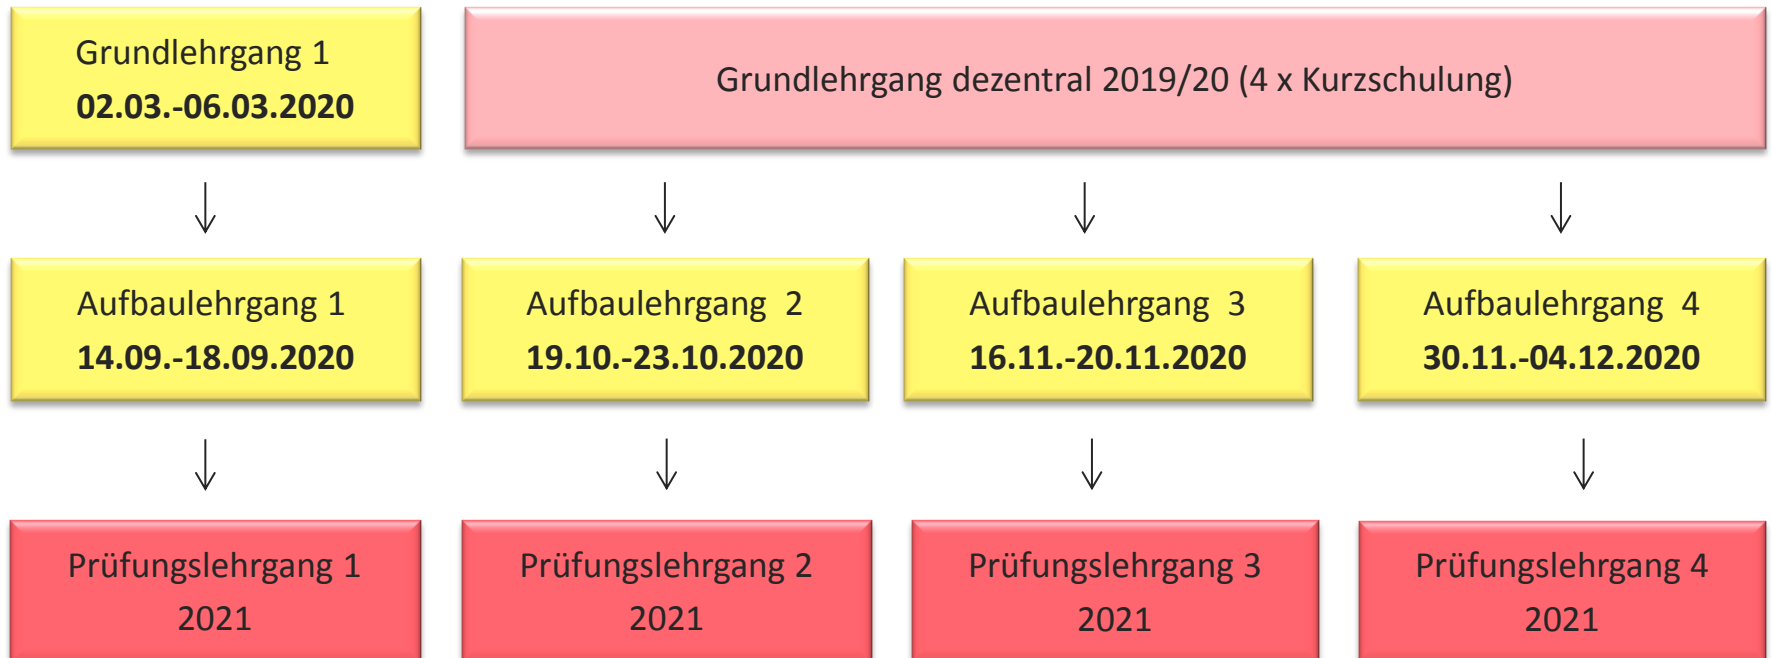 Grundlehrgang 1
02.03.-06.03.2020
Grundlehrgang dezentral 2019/20 (4 x Kurzschulung)
Aufbaulehrgang 1
14.09.-18.09.2020
Aufbaulehrgang 2
19.10.-23.10.2020
Aufbaulehrgang 3
16.11.-20.11.2020
Aufbaulehrgang 4
30.11.-04.12.2020
Prüfungslehrgang 1
2021
Prüfungslehrgang 2
2021
Prüfungslehrgang 3
2021
Prüfungslehrgang 4
2021